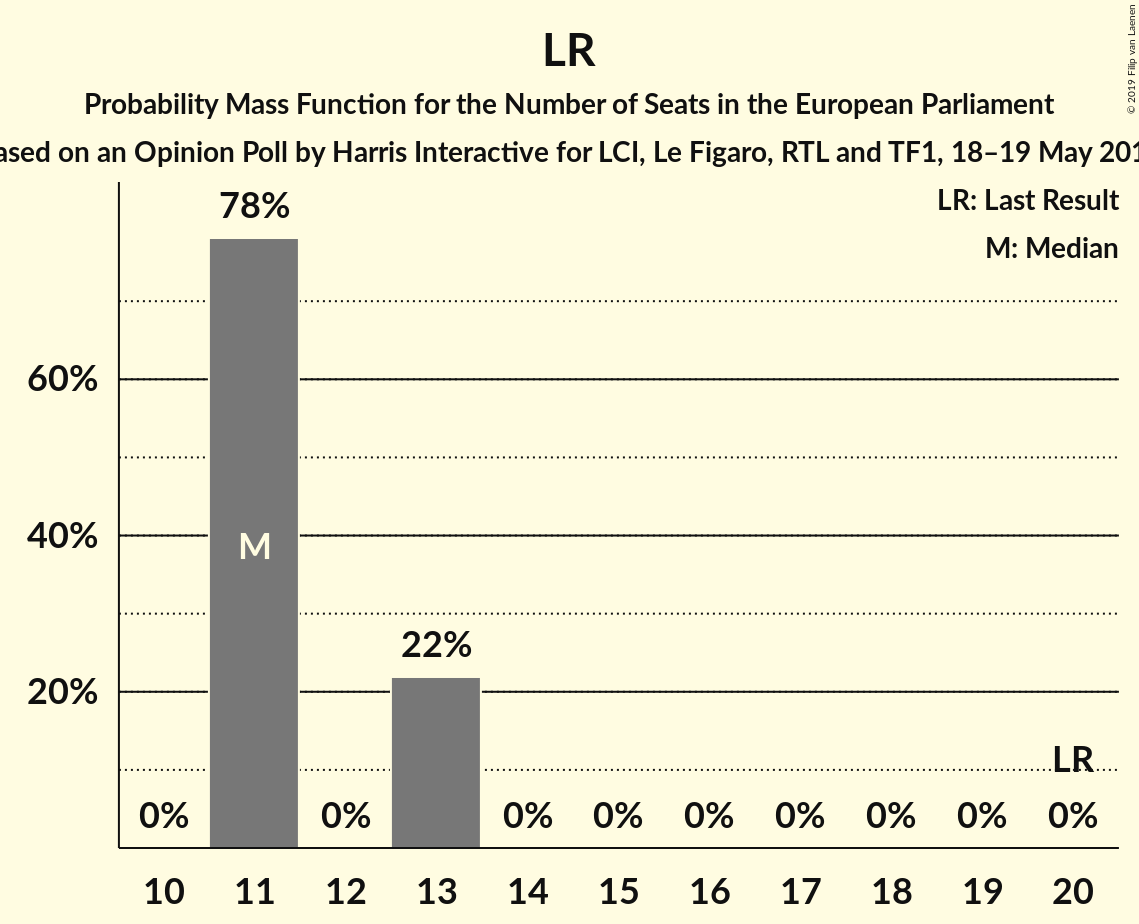 LR
Probability Mass Function for the Number of Seats in the European Parliament
ased on an Opinion Poll by Harris Interactive for LCI, Le Figaro, RTL and TF1, 18–19 May 201
© 2019 Filip van Laenen
LR: Last Result
M: Median
78%
60%
40%
M
22%
20%
LR
0% 0% 0% 0% 0% 0% 0% 0% 0%
10 11 12 13 14 15 16 17 18 19 20